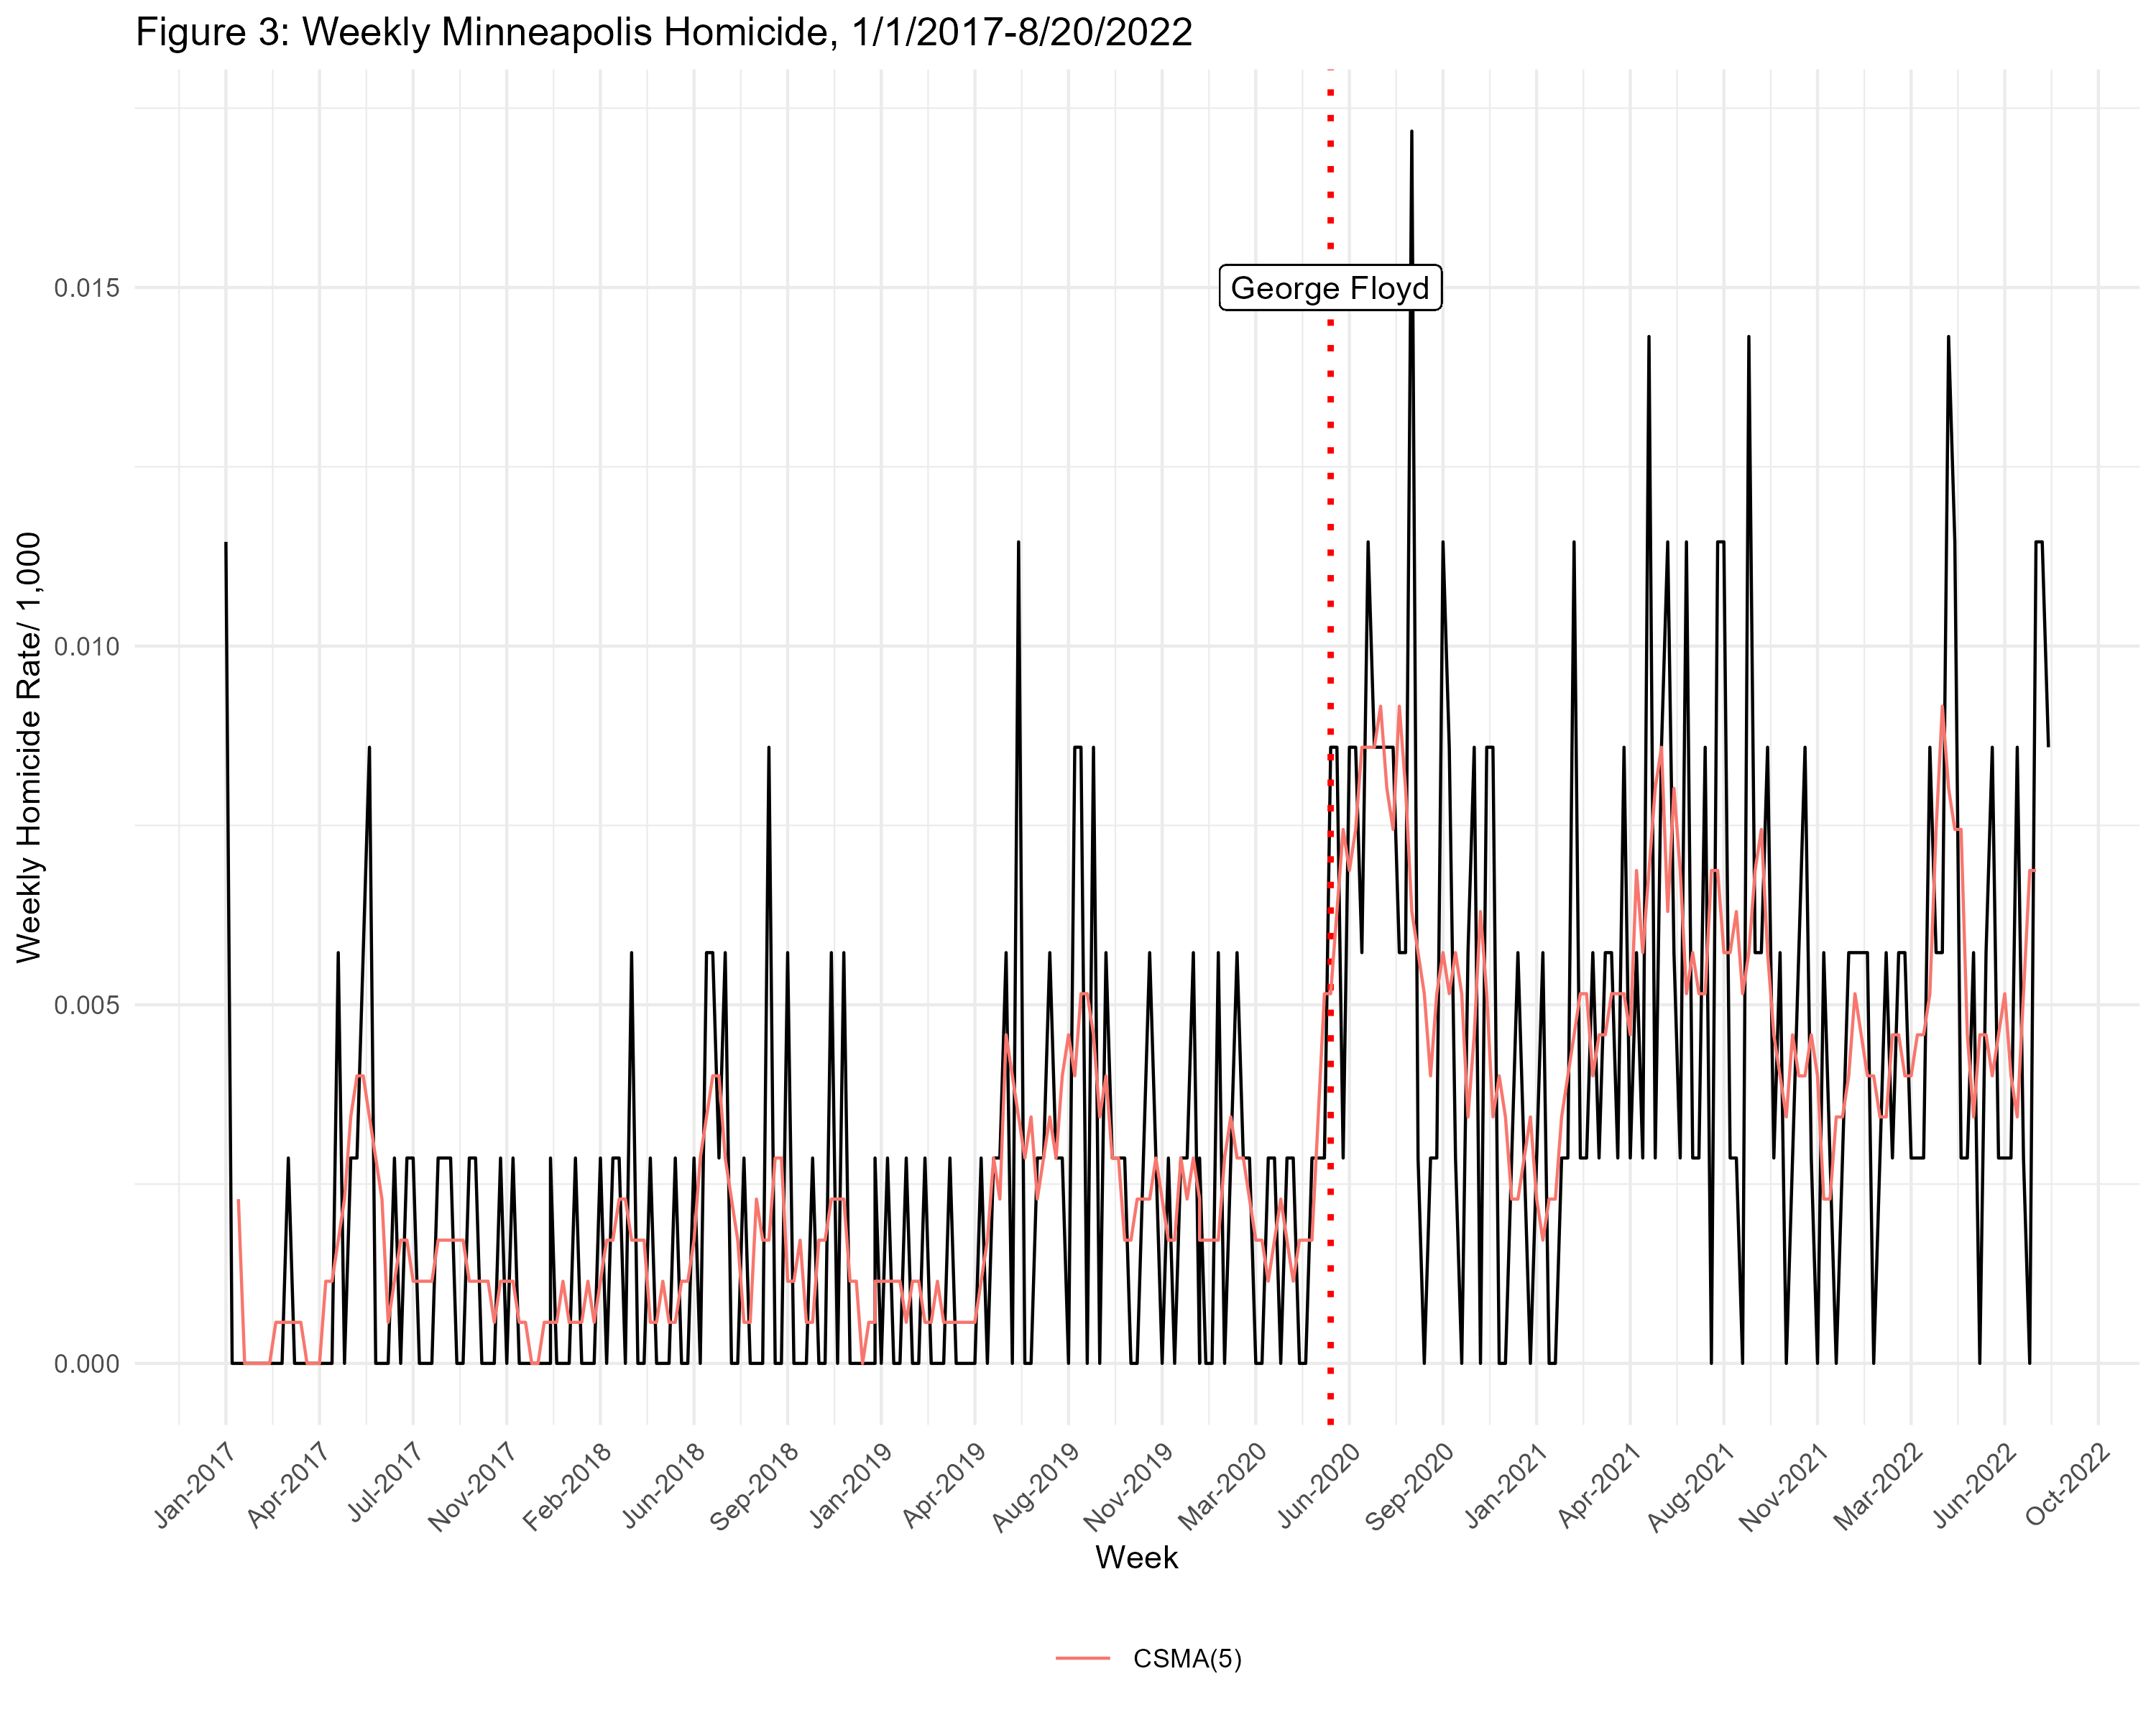 Figure 3: Weekly Minneapolis Homicide, 1/1/2017-8/20/2022
Weekly Homicide Rate/ 1,000
0.015
0.010
0.005
0.000
George Floyd
Jan-2017
Apr-2017
Jul-2017
Nov-2017
Feb-2018
Jun-2018
Sep-2018
Jan-2019
Apr-2019
Aug-2019
Nov-2019
Mar-2020
Jun-2020
Sep-2020
Jan-2021
Apr-2021
Aug-2021
Nov-2021
Mar-2022
Jun-2022
Oct-2022
Week
CSMA(5)